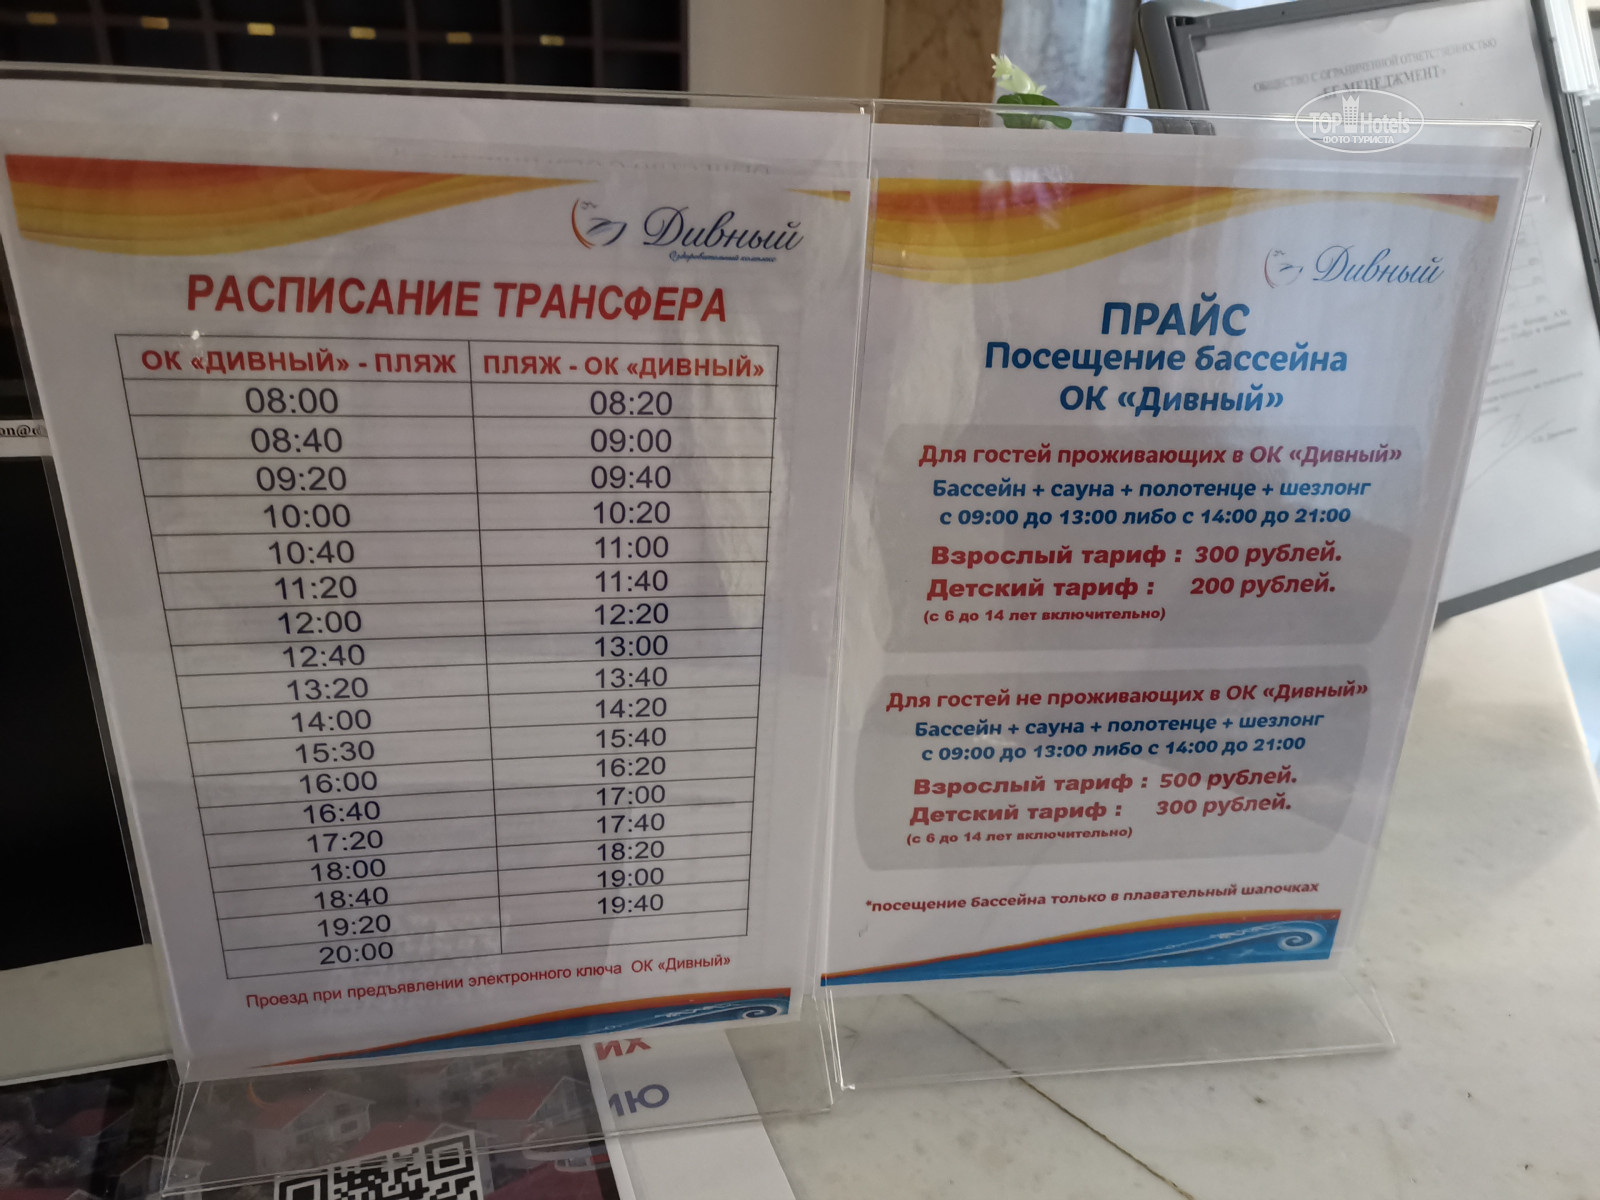 Дивный
Оздоровительный комплекс
РАСПИСАНИЕ ТРАНСФЕРА
ОК «ДИВНЫЙ» - ПЛЯЖ ПЛЯЖ - ОК «ДИВНЫЙ»
08:00 08:20
08:40 09:00
09:20 09:40
10:00 10:20
10:40 11:00
11:20 11:40
12:00 12:20
12:40 13:00
13:20 13:40
14:00 14:20
15:30 15:40
16:00 16:20
16:40 17:00
17:20 17:40
18:00 18:20
18:40 19:00
19:20 19:40
20:00
Проезд при предъявлении электронного ключа ОК «Дивный»
Дивный
ПРАЙС
Посещение бассейна
ОК «Дивный»
Для гостей проживающих в ОК «Дивный»
Бассейн + сауна + полотенце + шезлонг
с 09:00 до 13:00 либо с 14:00 до 21:00
Взрослый тариф : 300 рублей.
Детский тариф : 200 рублей.
(с 6 до 14 лет включительно)
Для гостей не проживающих в ОК «Дивный»
Бассейн + сауна + полотенце + шезлонг
с 09:00 до 13:00 либо с 14:00 до 21:00
Взрослый тариф : 500 рублей.
Детский тариф : 300 рублей.
(с 6 до 14 лет включительно)
*посещение бассейна только в плавательный шапочках
ОБЩЕСТВО С ОГРАНИЧЕННОЙ ОТВЕТСТВЕННОСТЬЮ
МЕНЕДЖМЕНТ»
TOP Hotels
ФОТО ТУРИСТА
ИХ
ИЮ